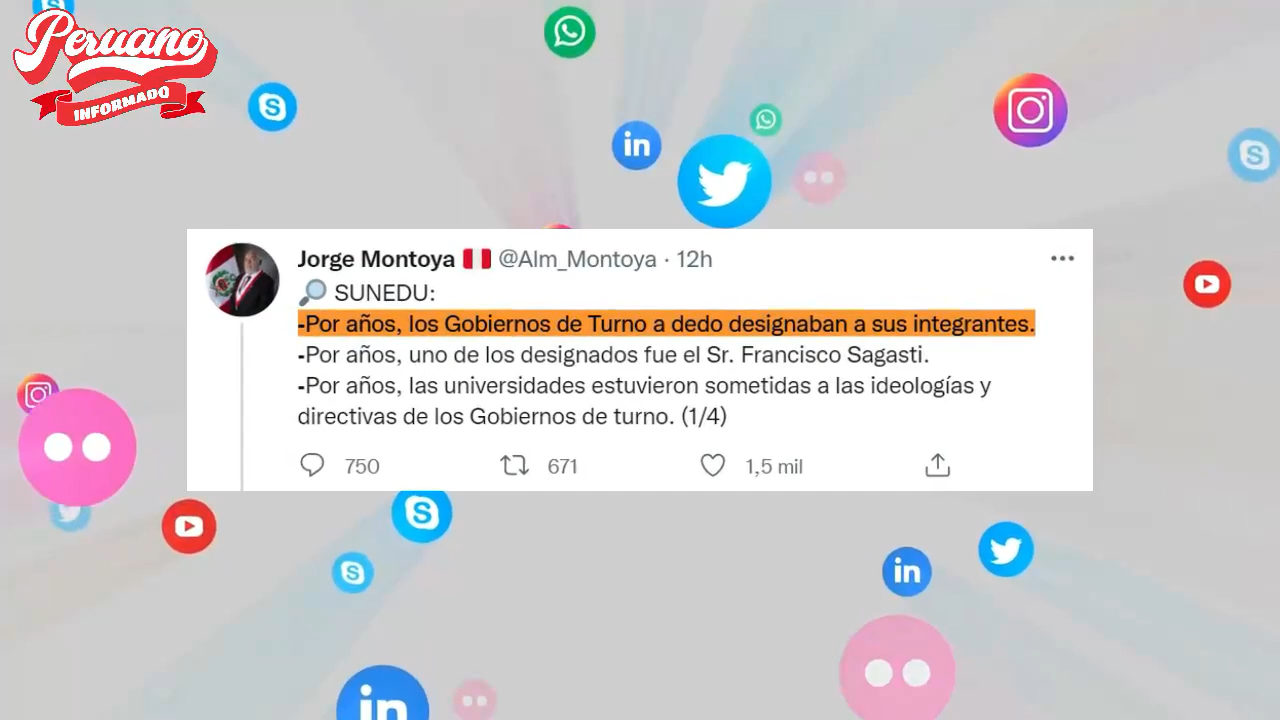 Peruano
INFORMADO
Jorge Montoya 🇵🇪 @Alm_Montoya · 12h
🔎 SUNEDU:
-Por años, los Gobiernos de Turno a dedo designaban a sus integrantes.
-Por años, uno de los designados fue el Sr. Francisco Sagasti.
-Por años, las universidades estuvieron sometidas a las ideologías y
directivas de los Gobiernos de turno. (1/4)
750 671 1,5 mil